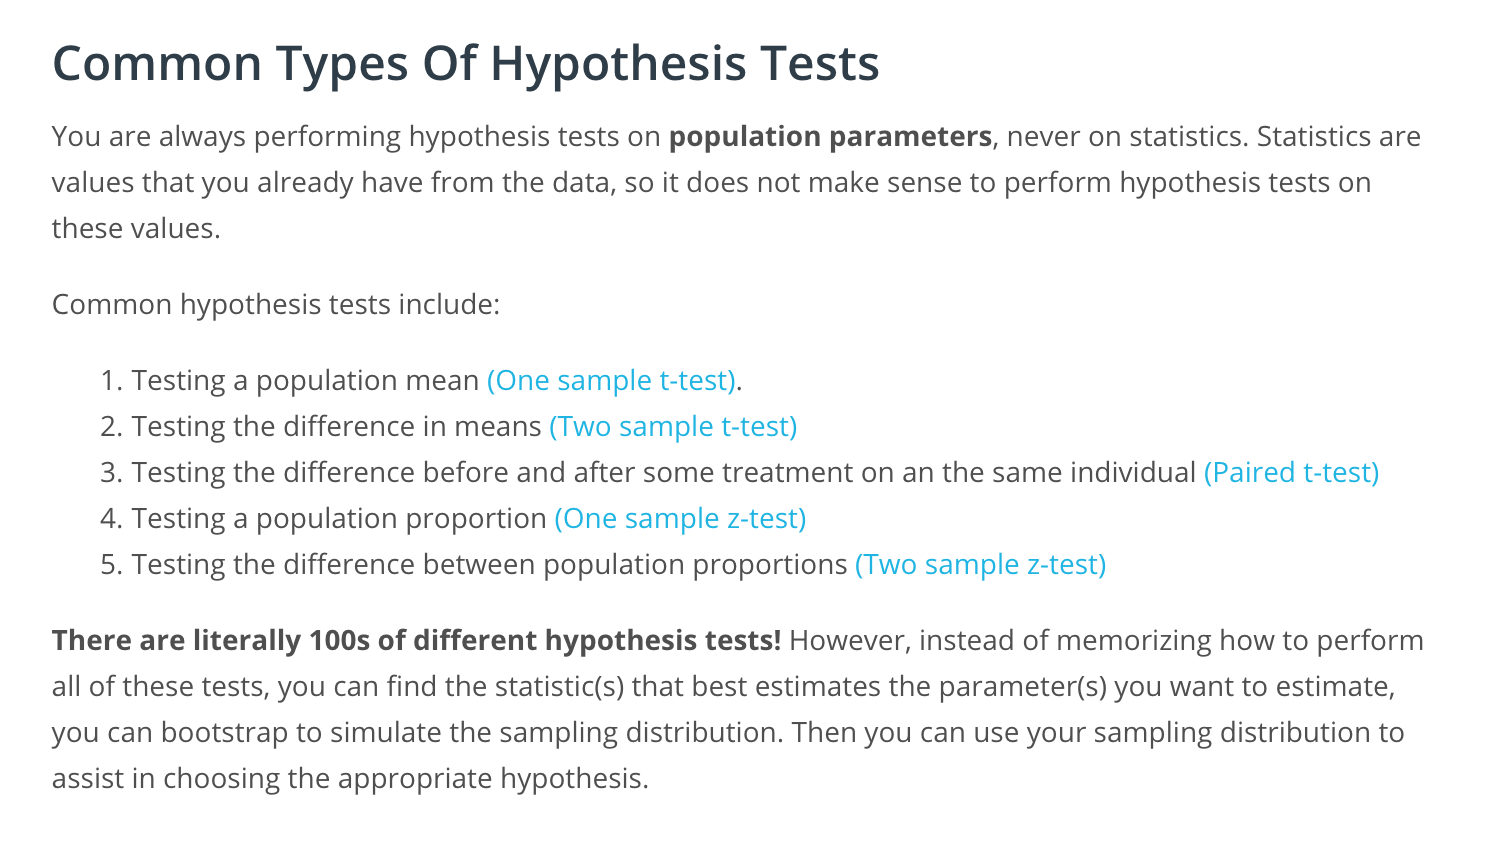 Common Types Of Hypothesis Tests
You are always performing hypothesis tests on population parameters, never on statistics. Statistics are
values that you already have from the data, so it does not make sense to perform hypothesis tests on
these values.
Common hypothesis tests include:
1. Testing a population mean (One sample t-test).
2. Testing the difference in means (Two sample t-test)
3. Testing the difference before and after some treatment on an the same individual (Paired t-test)
4. Testing a population proportion (One sample z-test)
5. Testing the difference between population proportions (Two sample z-test)
There are literally 100s of different hypothesis tests! However, instead of memorizing how to perform
all of these tests, you can find the statistic(s) that best estimates the parameter(s) you want to estimate,
you can bootstrap to simulate the sampling distribution. Then you can use your sampling distribution to
assist in choosing the appropriate hypothesis.